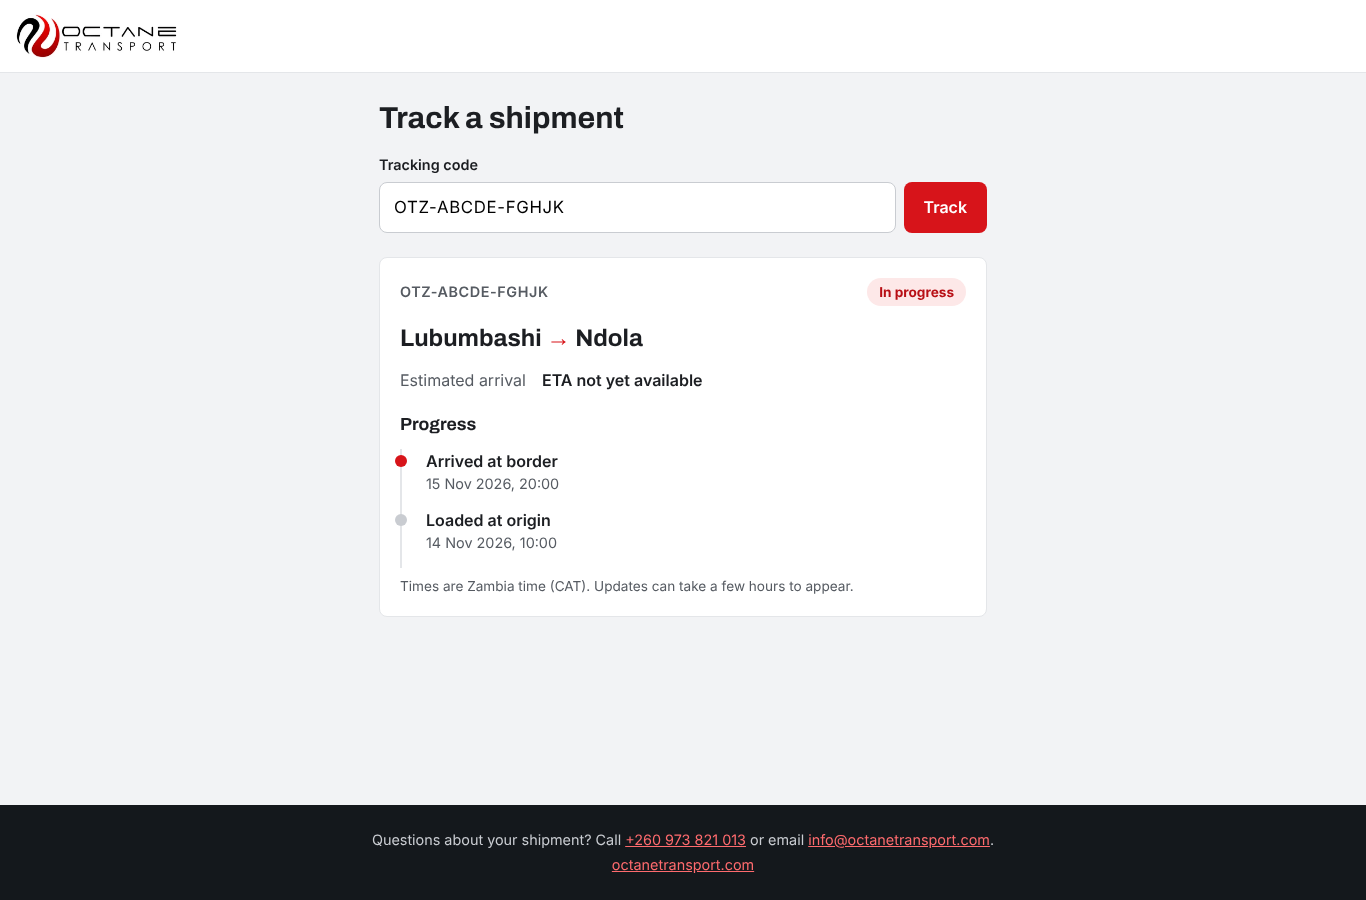 OCTANE
TRANSPORT
Track a shipment
Tracking code
OTZ-ABCDE-FGHJK
Track
OTZ-ABCDE-FGHJK
In progress
Lubumbashi → Ndola
Estimated arrival ETA not yet available
Progress
Arrived at border
15 Nov 2026, 20:00
Loaded at origin
14 Nov 2026, 10:00
Times are Zambia time (CAT). Updates can take a few hours to appear.
Questions about your shipment? Call +260 973 821 013 or email info@octanetransport.com.
octanetransport.com